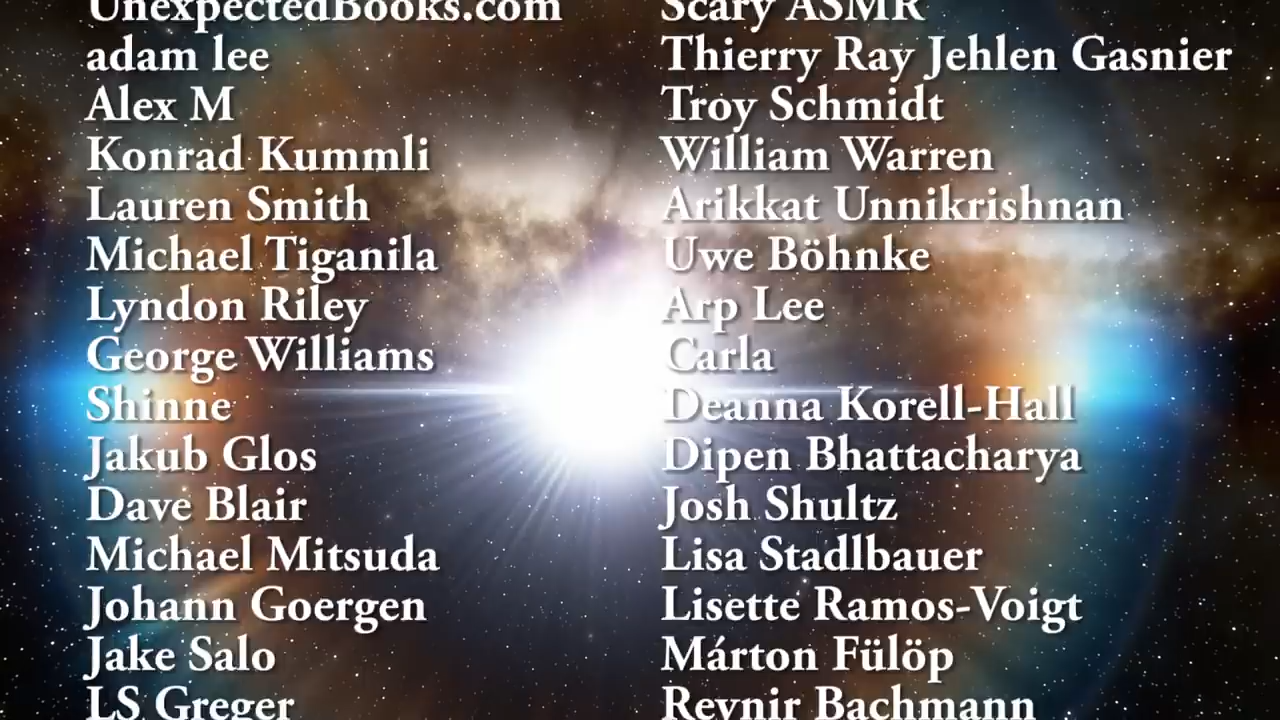 UnexpectedBooks.com
adam lee
Alex M
Konrad Kummli
Lauren Smith
Michael Tiganila
Lyndon Riley
George Williams
Shinne
Jakub Glos
Dave Blair
Michael Mitsuda
Johann Goergen
Jake Salo
LS Greger
Scary ASMR
Thierry Ray Jehlen Gasnier
Troy Schmidt
William Warren
Arikkat Unnikrishnan
Uwe Böhnke
Arp Lee
Carla
Deanna Korell-Hall
Dipen Bhattacharya
Josh Shultz
Lisa Stadlbauer
Lisette Ramos-Voigt
Márton Fülöp
Reynir Bachmann